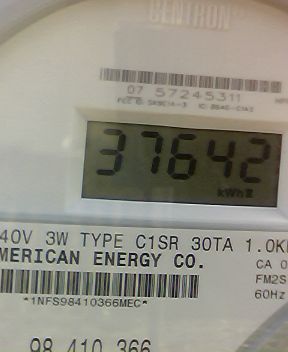 CENTRON
07 57245311
37642
kWh
40V 3W TYPE C1SR 30TA 1.0K
MERICAN ENERGY CO.
CA 0
FM2S
60Hz
*1NFS98410366MEC*
98 410 366